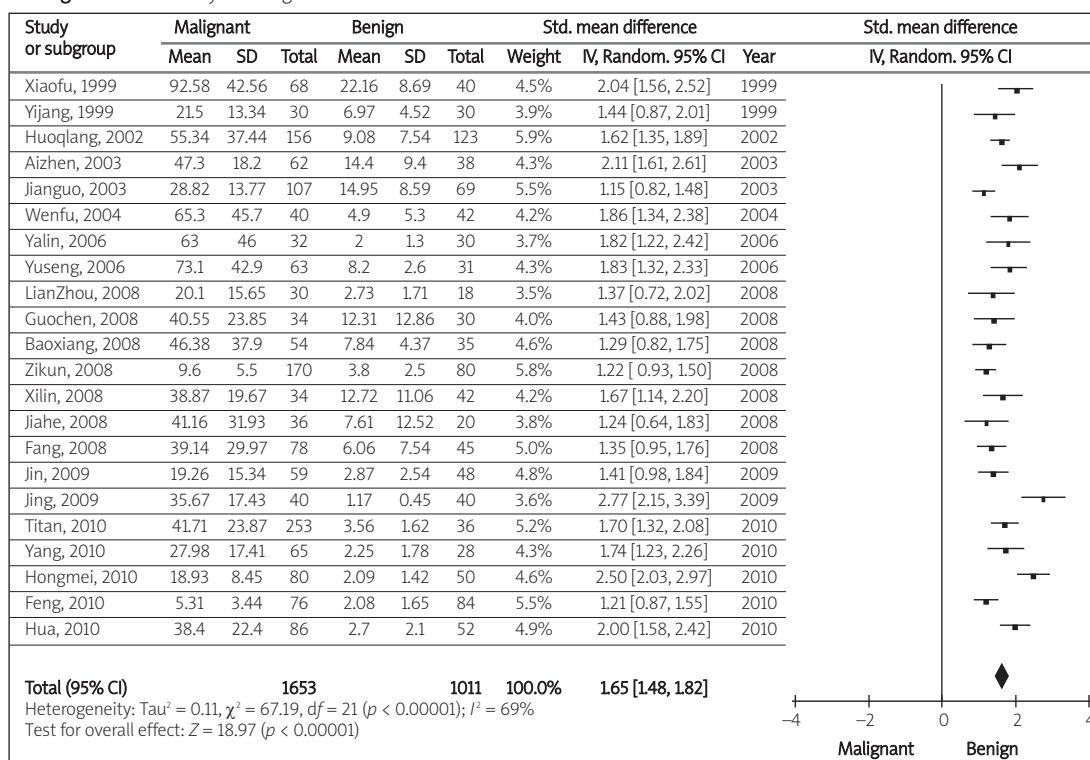 Study Malignant Benign Std. mean difference Std. mean difference
or subgroup Mean SD Total Mean SD Total Weight IV, Random. 95% CI Year IV, Random. 95% CI
Xiaofu, 1999 92.58 42.56 68 22.16 8.69 40 4.5% 2.04 [1.56, 2.52] 1999
Yijang, 1999 21.5 13.34 30 6.97 4.52 30 3.9% 1.44 [0.87, 2.01] 1999
Huoqlang, 2002 55.34 37.44 156 9.08 7.54 123 5.9% 1.62 [1.35, 1.89] 2002
Aizhen, 2003 47.3 18.2 62 14.4 9.4 38 4.3% 2.11 [1.61, 2.61] 2003
Jianguo, 2003 28.82 13.77 107 14.95 8.59 69 5.5% 1.15 [0.82, 1.48] 2003
Wenfu, 2004 65.3 45.7 40 4.9 5.3 42 4.2% 1.86 [1.34, 2.38] 2004
Yalin, 2006 63 46 32 2 1.3 30 3.7% 1.82 [1.22, 2.42] 2006
Yuseng, 2006 73.1 42.9 63 8.2 2.6 31 4.3% 1.83 [1.32, 2.33] 2006
LianZhou, 2008 20.1 15.65 30 2.73 1.71 18 3.5% 1.37 [0.72, 2.02] 2008
Guochen, 2008 40.55 23.85 34 12.31 12.86 30 4.0% 1.43 [0.88, 1.98] 2008
Baoxiang, 2008 46.38 37.9 54 7.84 4.37 35 4.6% 1.29 [0.82, 1.75] 2008
Zikun, 2008 9.6 5.5 170 3.8 2.5 80 5.8% 1.22 [ 0.93, 1.50] 2008
Xilin, 2008 38.87 19.67 34 12.72 11.06 42 4.2% 1.67 [1.14, 2.20] 2008
Jiahe, 2008 41.16 31.93 36 7.61 12.52 20 3.8% 1.24 [0.64, 1.83] 2008
Fang, 2008 39.14 29.97 78 6.06 7.54 45 5.0% 1.35 [0.95, 1.76] 2008
Jin, 2009 19.26 15.34 59 2.87 2.54 48 4.8% 1.41 [0.98, 1.84] 2009
Jing, 2009 35.67 17.43 40 1.17 0.45 40 3.6% 2.77 [2.15, 3.39] 2009
Titan, 2010 41.71 23.87 253 3.56 1.62 36 5.2% 1.70 [1.32, 2.08] 2010
Yang, 2010 27.98 17.41 65 2.25 1.78 28 4.3% 1.74 [1.23, 2.26] 2010
Hongmei, 2010 18.93 8.45 80 2.09 1.42 50 4.6% 2.50 [2.03, 2.97] 2010
Feng, 2010 5.31 3.44 76 2.08 1.65 84 5.5% 1.21 [0.87, 1.55] 2010
Hua, 2010 38.4 22.4 86 2.7 2.1 52 4.9% 2.00 [1.58, 2.42] 2010
Total (95% CI) 1653 1011 100.0% 1.65 [1.48, 1.82]
Heterogeneity: Tau² = 0.11, χ² = 67.19, df = 21 (p < 0.00001); I² = 69%
Test for overall effect: Z = 18.97 (p < 0.00001)
−4 −2 0 2 4
Malignant Benign